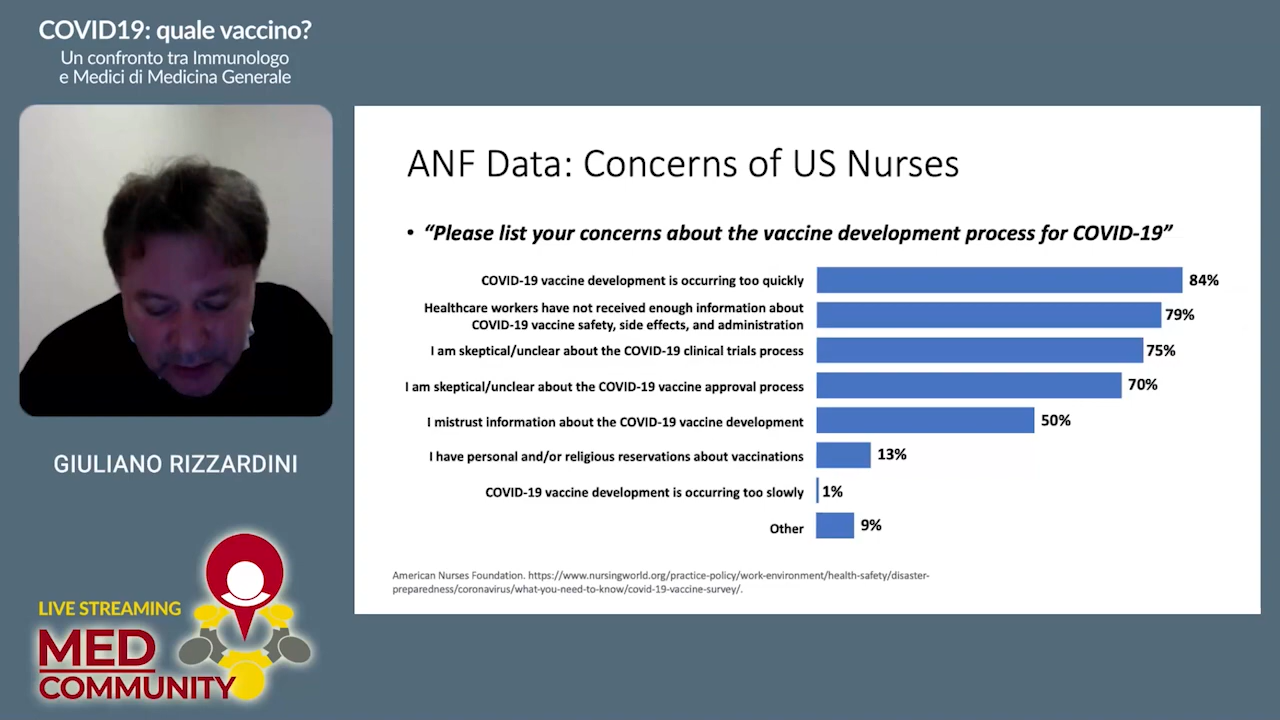 COVID19: quale vaccino?
Un confronto tra Immunologo
e Medici di Medicina Generale
GIULIANO RIZZARDINI
LIVE STREAMING
MED
COMMUNITY
ANF Data: Concerns of US Nurses
• “Please list your concerns about the vaccine development process for COVID-19”
COVID-19 vaccine development is occurring too quickly 84%
Healthcare workers have not received enough information about
COVID-19 vaccine safety, side effects, and administration 79%
I am skeptical/unclear about the COVID-19 clinical trials process 75%
I am skeptical/unclear about the COVID-19 vaccine approval process 70%
I mistrust information about the COVID-19 vaccine development 50%
I have personal and/or religious reservations about vaccinations 13%
COVID-19 vaccine development is occurring too slowly 1%
Other 9%
American Nurses Foundation. https://www.nursingworld.org/practice-policy/work-environment/health-safety/disaster-
preparedness/coronavirus/what-you-need-to-know/covid-19-vaccine-survey/.